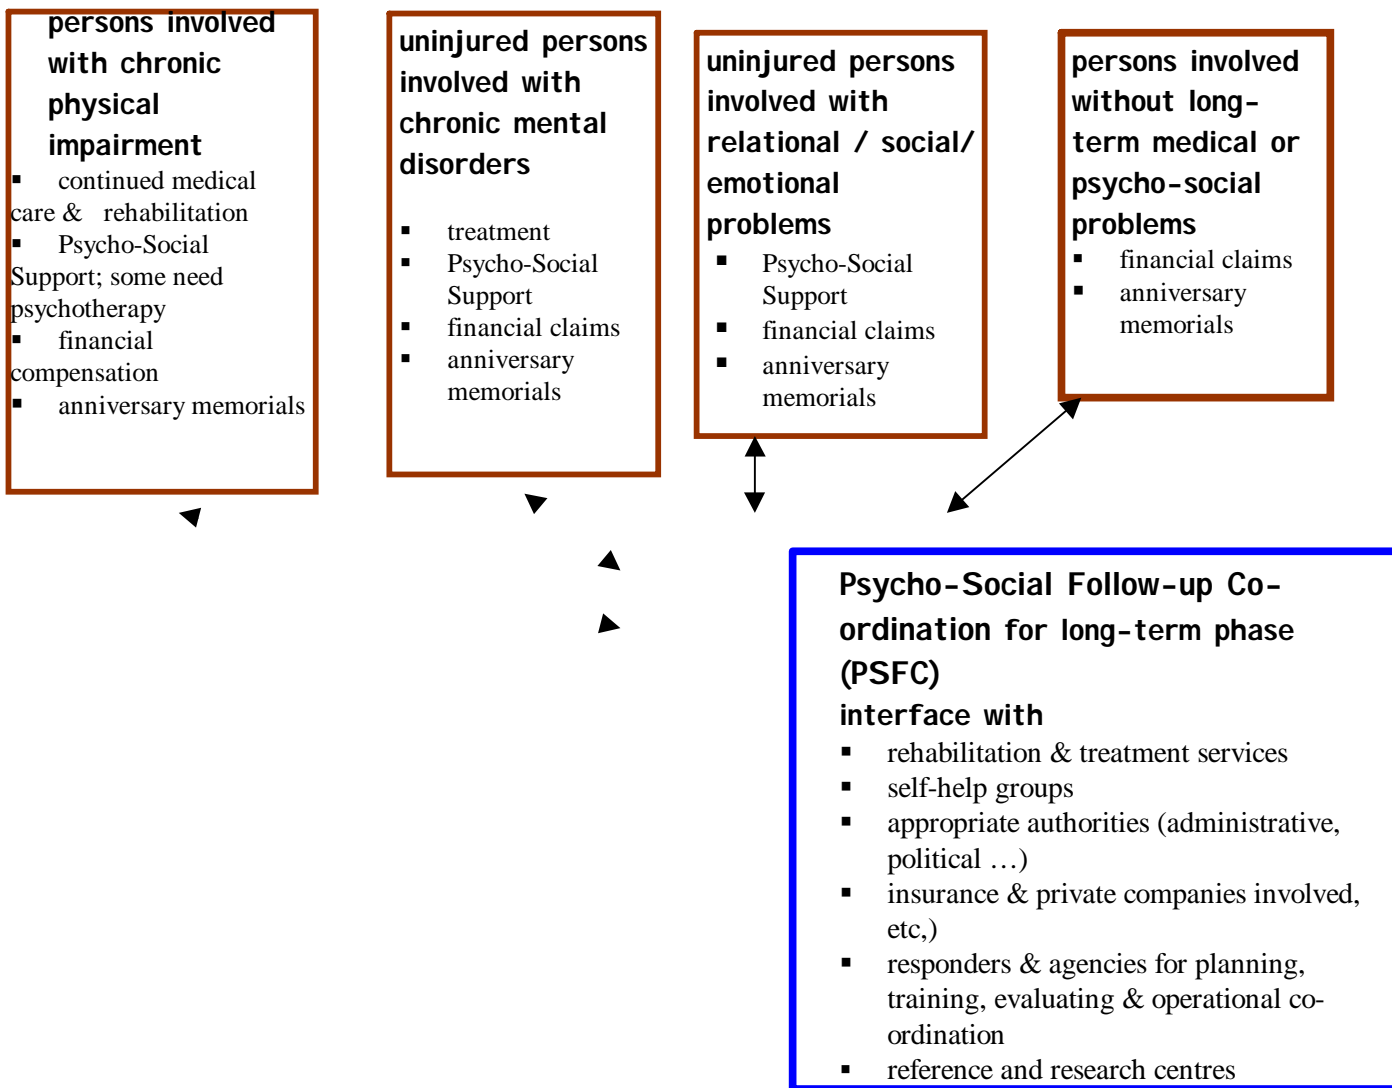 persons involved
with chronic
physical
impairment
▪ continued medical
care & rehabilitation
▪ Psycho-Social
Support; some need
psychotherapy
▪ financial
compensation
▪ anniversary memorials
uninjured persons
involved with
chronic mental
disorders
▪ treatment
▪ Psycho-Social
Support
▪ financial claims
▪ anniversary
memorials
uninjured persons
involved with
relational / social/
emotional
problems
▪ Psycho-Social
Support
▪ financial claims
▪ anniversary
memorials
persons involved
without long-
term medical or
psycho-social
problems
▪ financial claims
▪ anniversary
memorials
Psycho-Social Follow-up Co-
ordination for long-term phase
(PSFC)
interface with
▪ rehabilitation & treatment services
▪ self-help groups
▪ appropriate authorities (administrative,
political …)
▪ insurance & private companies involved,
etc,)
▪ responders & agencies for planning,
training, evaluating & operational co-
ordination
▪ reference and research centres